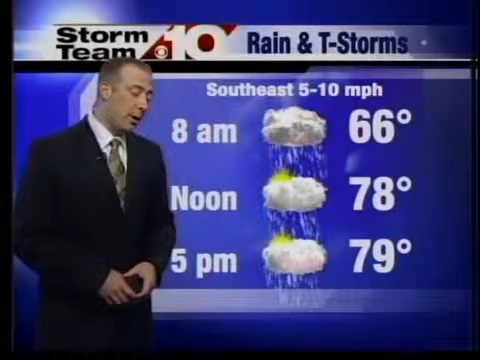 Storm
Team 10
Rain & T-Storms
Southeast 5-10 mph
8 am 66°
Noon 78°
5 pm 79°